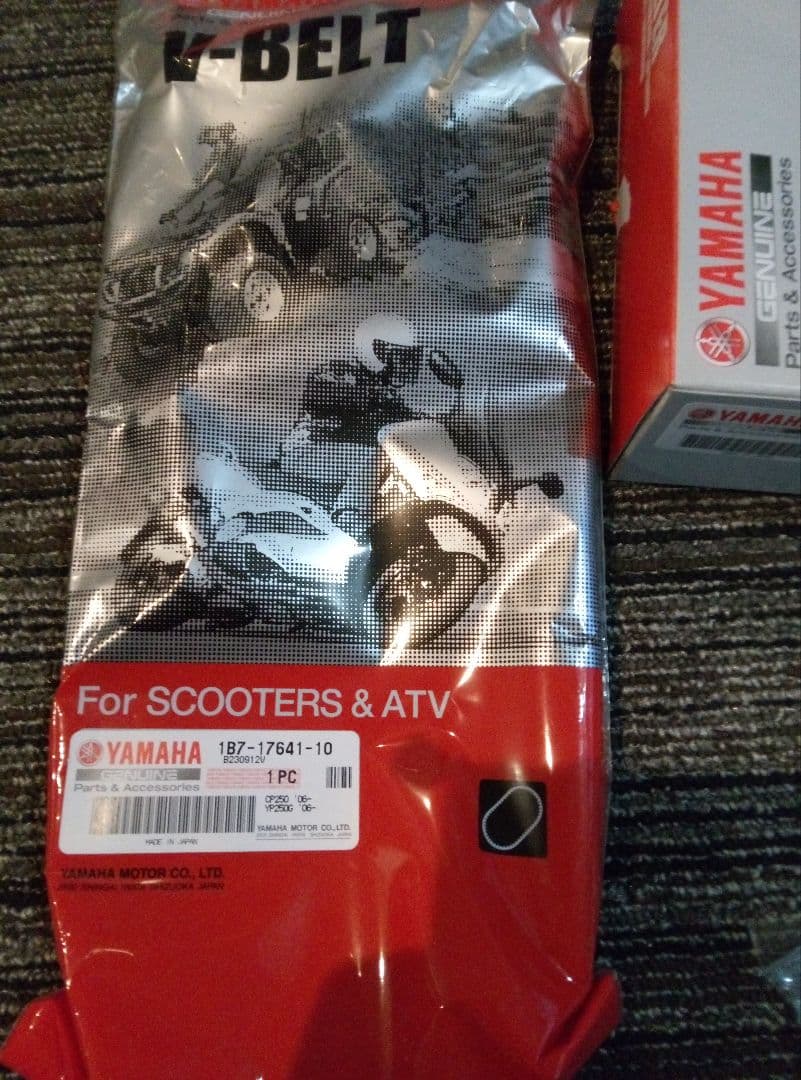 V-BELT
For SCOOTERS & ATV
YAMAHA
GENUINE
Parts & Accessories
1B7-17641-10
B230912V
1 PC
CP250 '06-
YP250G '06-
YAMAHA MOTOR CO.,LTD.
MADE IN JAPAN
YAMAHA MOTOR CO., LTD.
2500 SHINGAI IWATA SHIZUOKA JAPAN
YAMAHA
GENUINE
Parts & Accessories
YAMAHA